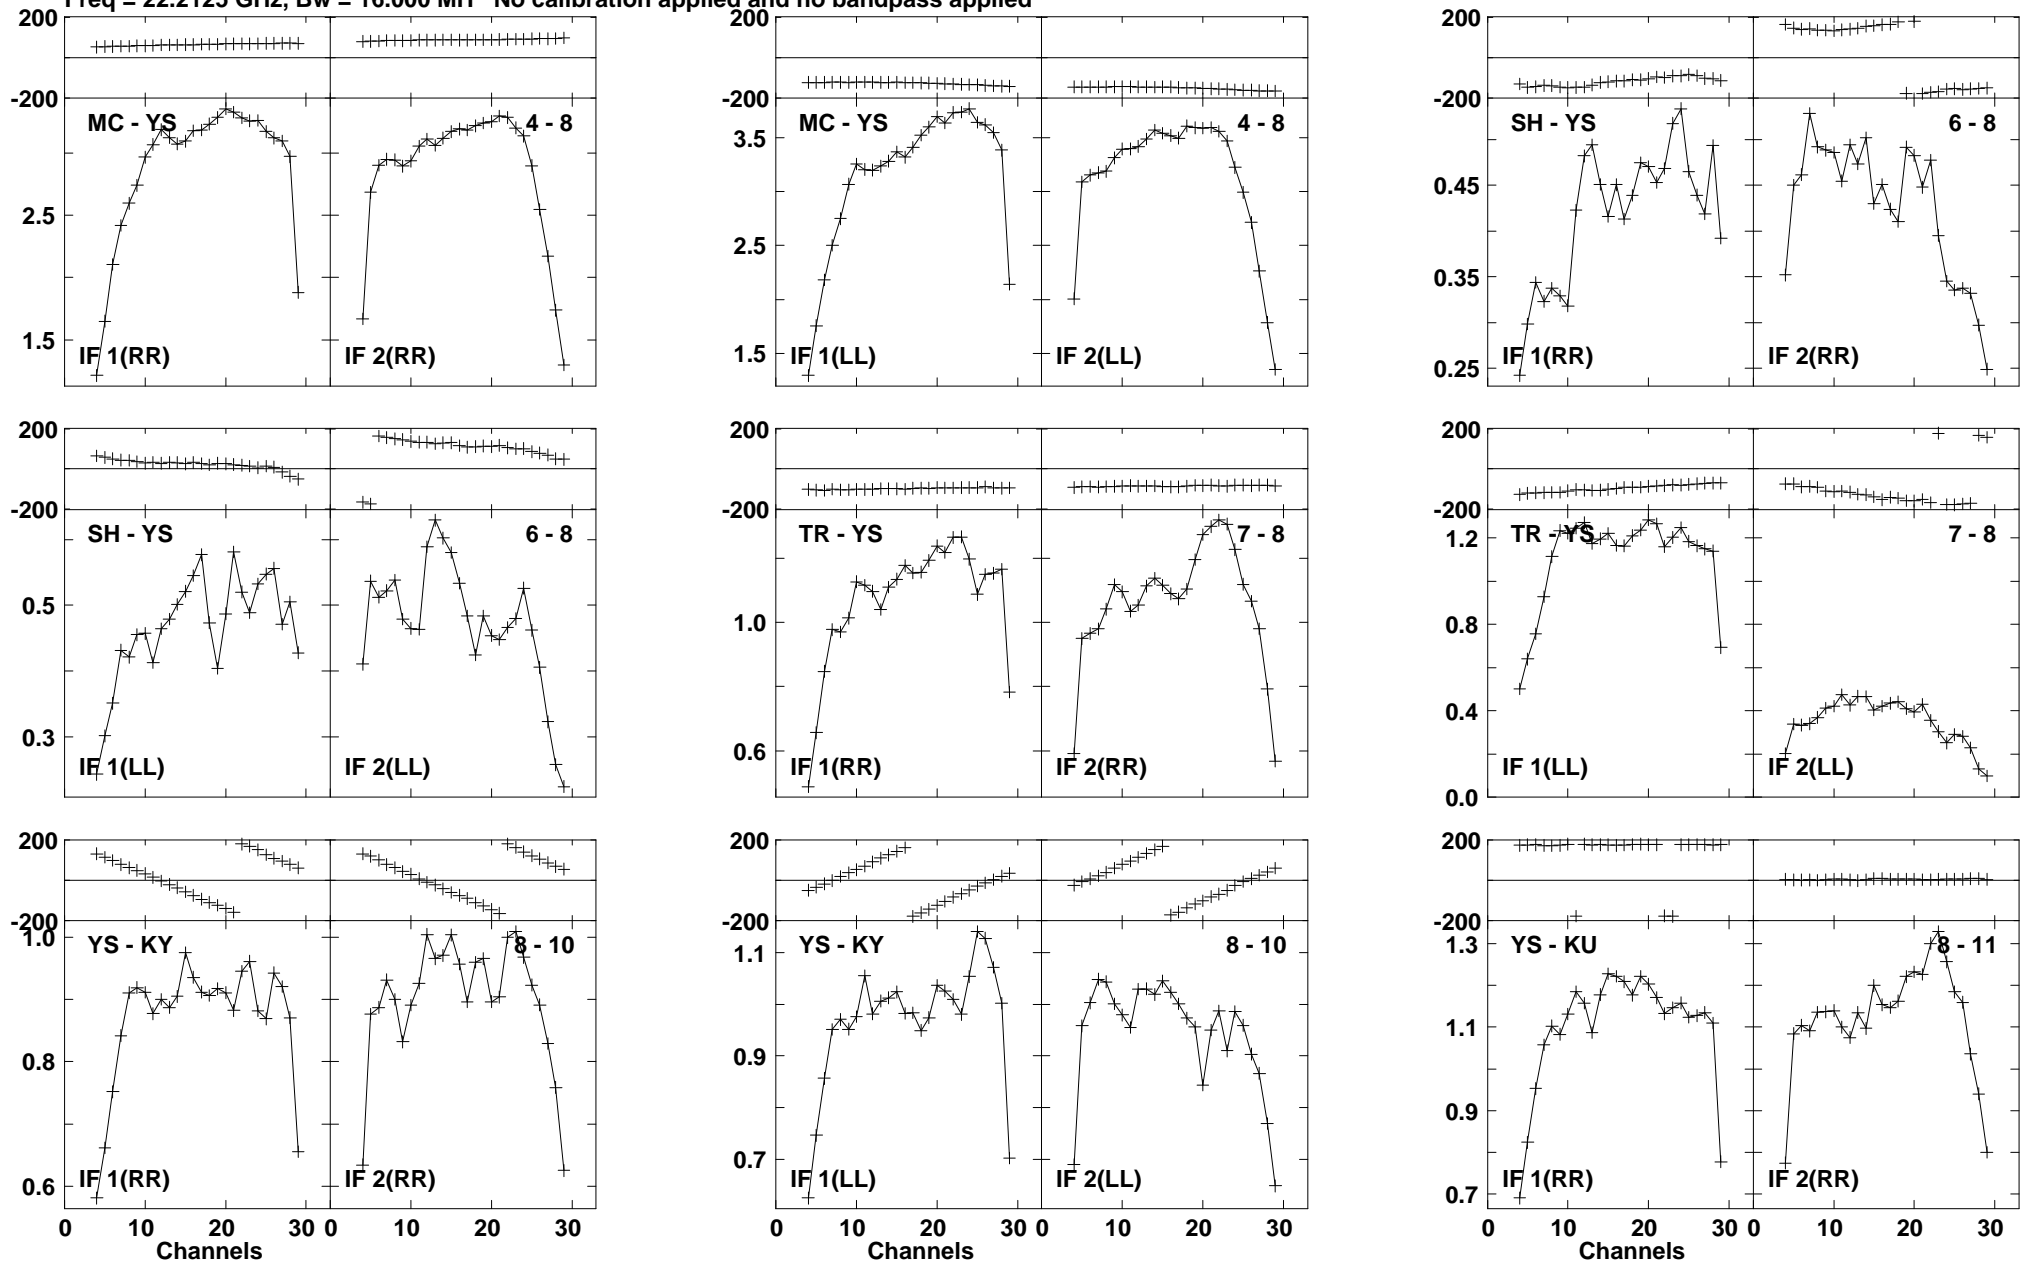 Freq = 22.2125 GHz, Bw = 16.000 MH No calibration applied and no bandpass applied
200
-200
MC - YS
4 - 8
2.5
1.5
IF 1(RR)
IF 2(RR)
200
-200
MC - YS
4 - 8
3.5
2.5
1.5
IF 1(LL)
IF 2(LL)
200
-200
SH - YS
6 - 8
0.45
0.35
0.25
IF 1(RR)
IF 2(RR)
200
-200
SH - YS
6 - 8
0.5
0.3
IF 1(LL)
IF 2(LL)
200
-200
TR - YS
7 - 8
1.0
0.6
IF 1(RR)
IF 2(RR)
200
-200
TR - YS
7 - 8
1.2
0.8
0.4
0.0
IF 1(LL)
IF 2(LL)
200
-200
YS - KY
8 - 10
1.0
0.8
0.6
IF 1(RR)
IF 2(RR)
0 10 20 30 0 10 20 30
Channels
200
-200
YS - KY
8 - 10
1.1
0.9
0.7
IF 1(LL)
IF 2(LL)
0 10 20 30 0 10 20 30
Channels
200
-200
YS - KU
8 - 11
1.3
1.1
0.9
0.7
IF 1(RR)
IF 2(RR)
0 10 20 30 0 10 20 30
Channels